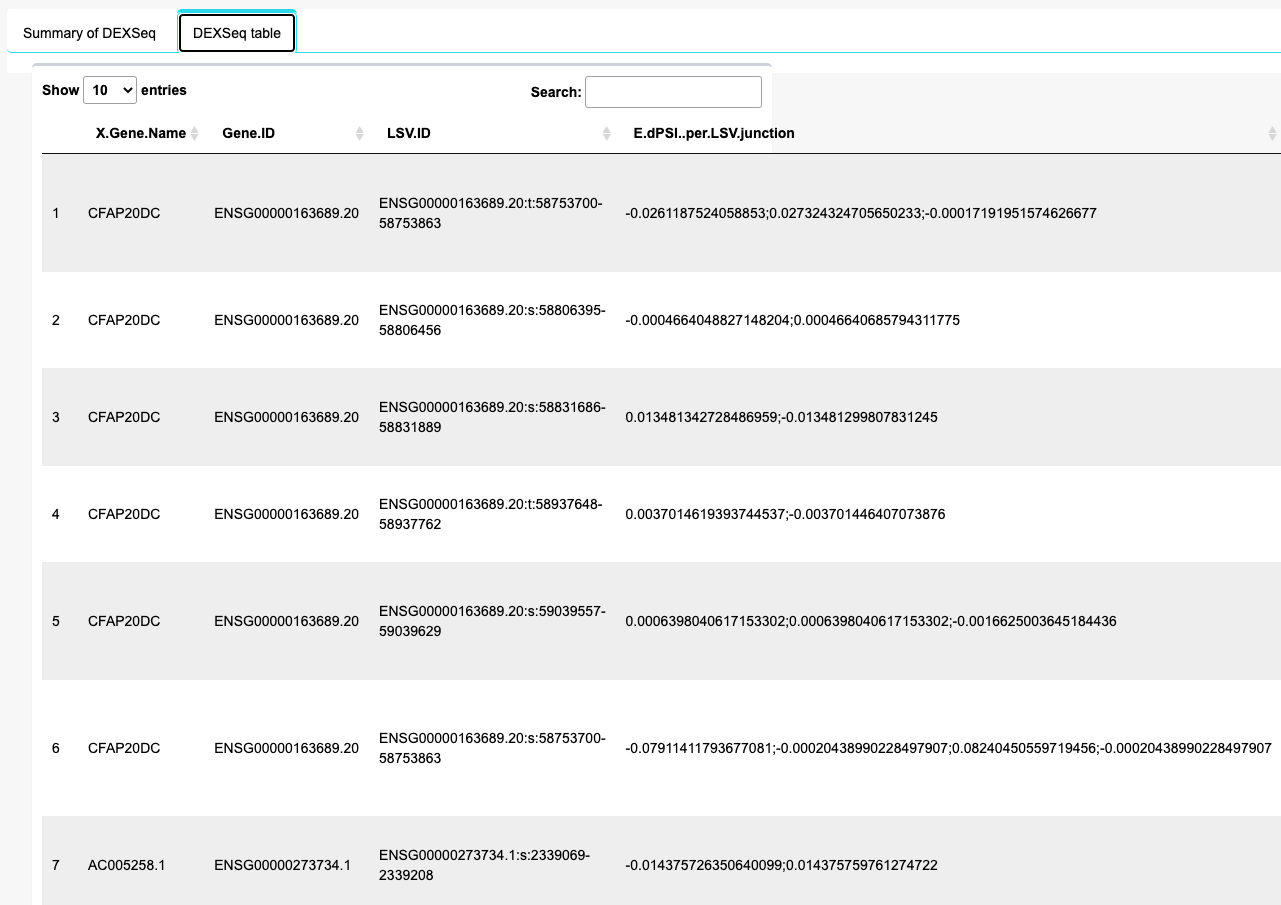 Summary of DEXSeq DEXSeq table
Show 10 entries Search:
X.Gene.Name Gene.ID LSV.ID E.dPSI..per.LSV.junction
1 CFAP20DC ENSG00000163689.20 ENSG00000163689.20:t:58753700-58753863 -0.0261187524058853;0.027324324705650233;-0.00017191951574626677
2 CFAP20DC ENSG00000163689.20 ENSG00000163689.20:s:58806395-58806456 -0.0004664048827148204;0.00046640685794311775
3 CFAP20DC ENSG00000163689.20 ENSG00000163689.20:s:58831686-58831889 0.013481342728486959;-0.013481299807831245
4 CFAP20DC ENSG00000163689.20 ENSG00000163689.20:t:58937648-58937762 0.0037014619393744537;-0.003701446407073876
5 CFAP20DC ENSG00000163689.20 ENSG00000163689.20:s:59039557-59039629 0.0006398040617153302;0.0006398040617153302;-0.0016625003645184436
6 CFAP20DC ENSG00000163689.20 ENSG00000163689.20:s:58753700-58753863 -0.07911411793677081;-0.00020438990228497907;0.08240450559719456;-0.00020438990228497907
7 AC005258.1 ENSG00000273734.1 ENSG00000273734.1:s:2339069-2339208 -0.014375726350640099;0.014375759761274722